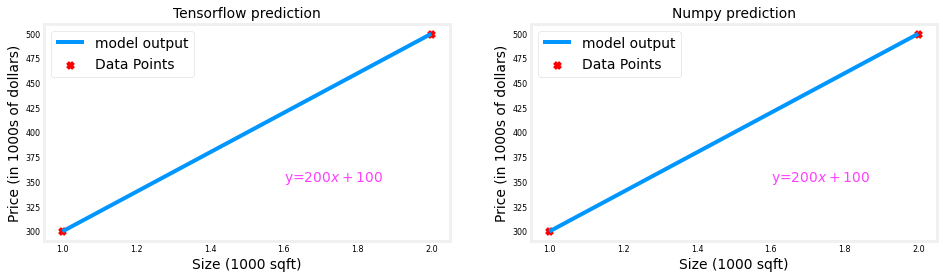 Tensorflow prediction
model output
Data Points
y=200x + 100
500
475
450
425
400
375
350
325
300
1.0 1.2 1.4 1.6 1.8 2.0
Size (1000 sqft)
Price (in 1000s of dollars)
Numpy prediction
model output
Data Points
y=200x + 100
500
475
450
425
400
375
350
325
300
1.0 1.2 1.4 1.6 1.8 2.0
Size (1000 sqft)
Price (in 1000s of dollars)